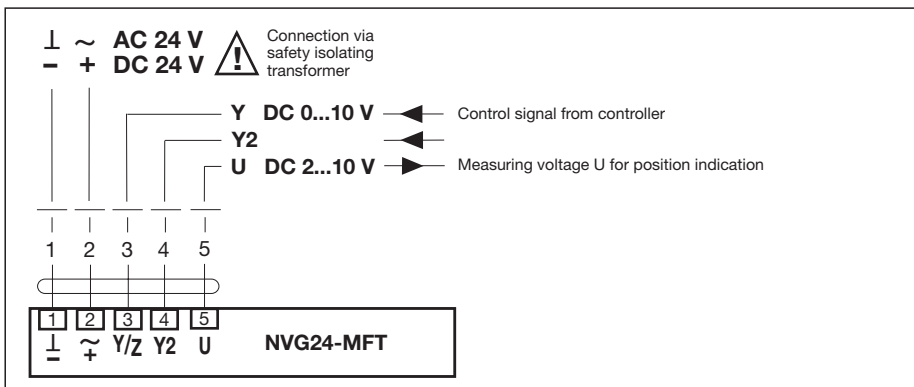 ⊥ ~ AC 24 V
– + DC 24 V
Connection via
safety isolating
transformer
Y DC 0...10 V Control signal from controller
Y2
U DC 2...10 V Measuring voltage U for position indication
1 2 3 4 5
1 2 3 4 5
⊥ ~ Y/Z Y2 U
– +
NVG24-MFT